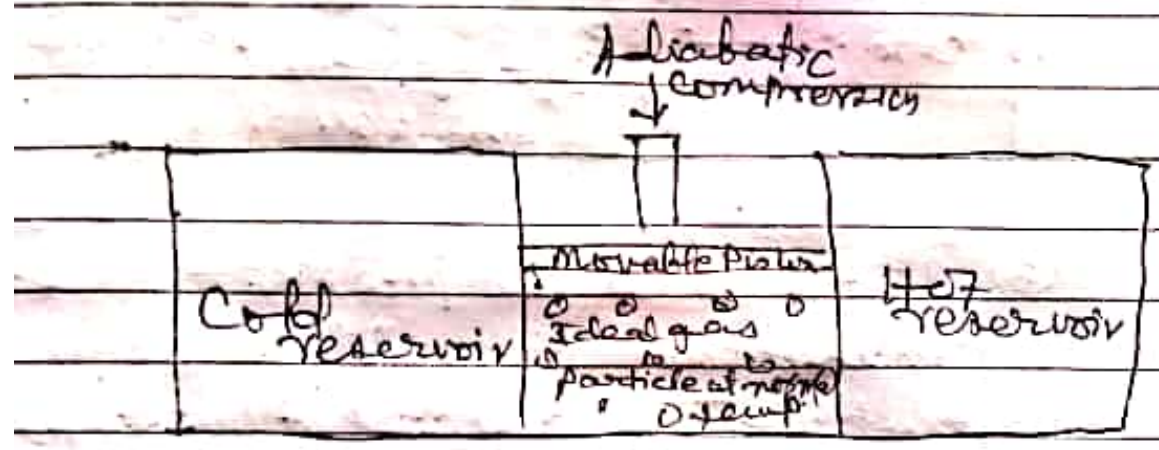 Adiabatic
compression
Movable Piston
Cold
reservoir
Ideal gas
particle at
Hot
reservoir